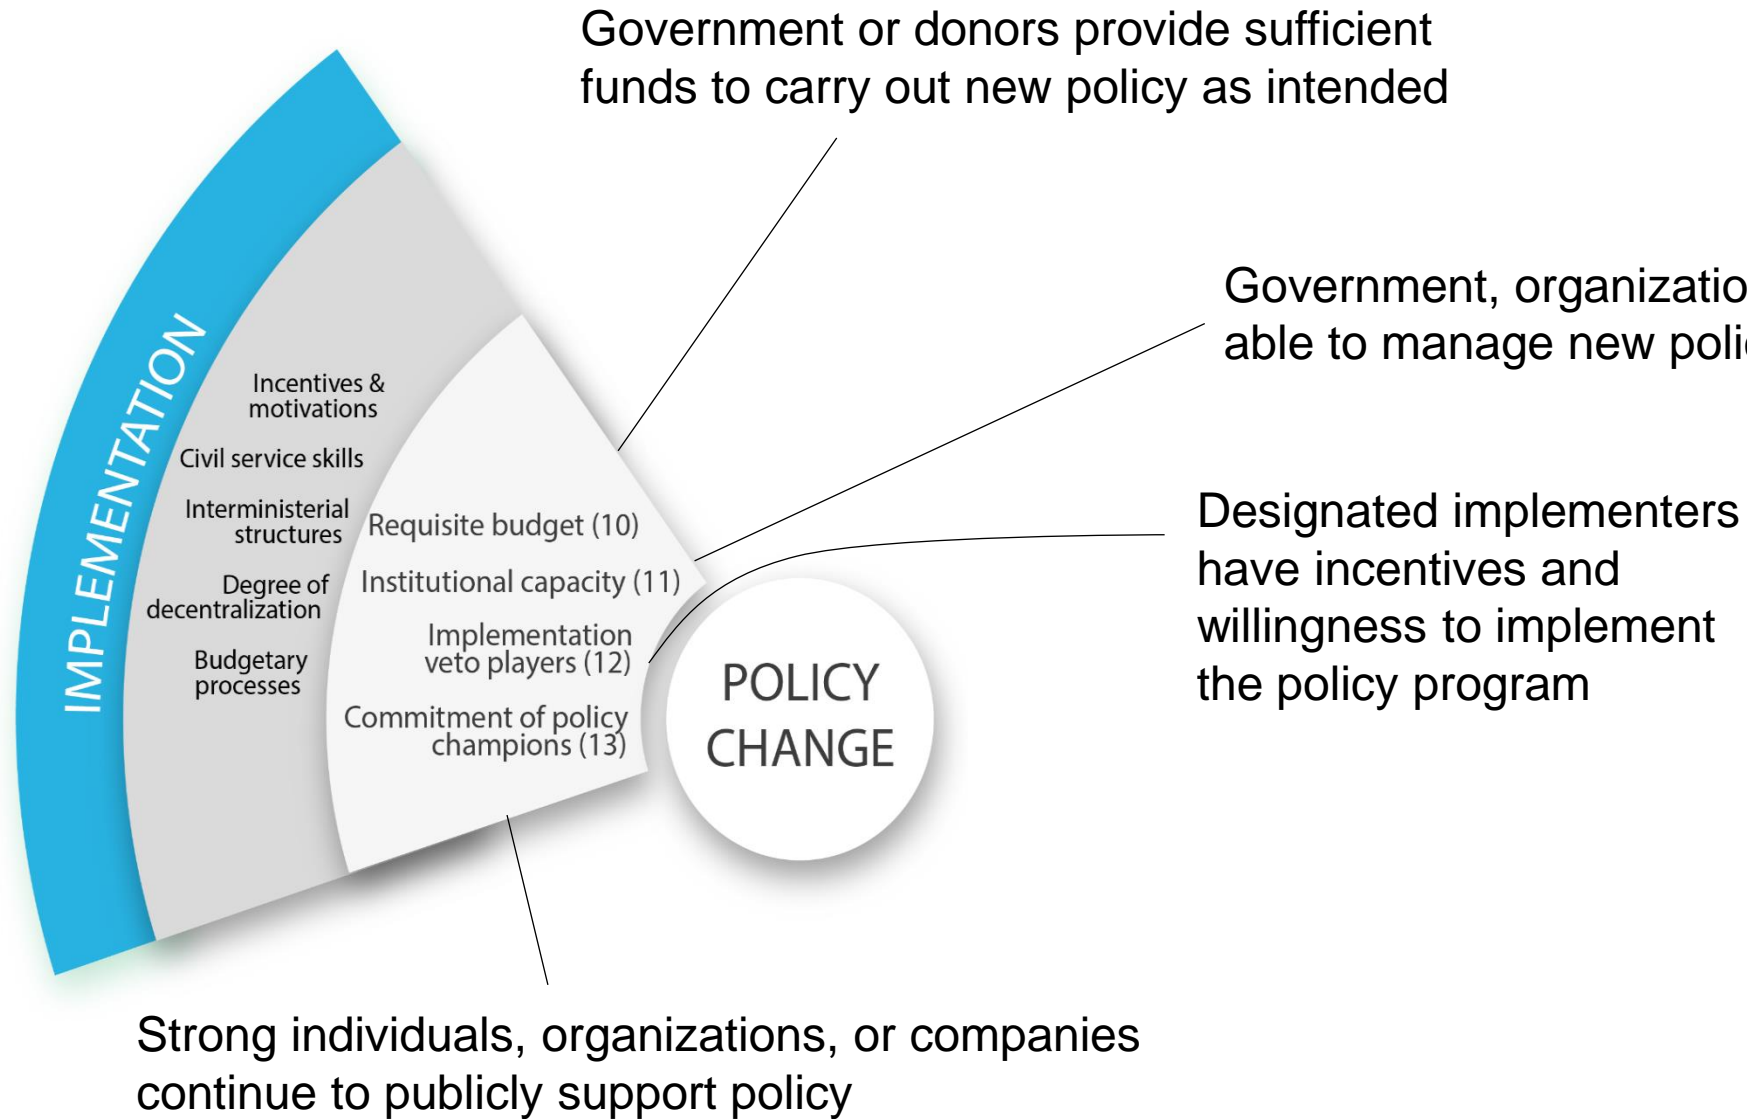 Government or donors provide sufficient
funds to carry out new policy as intended
Government, organizatio
able to manage new poli
Designated implementers
have incentives and
willingness to implement
the policy program
IMPLEMENTATION
Incentives &
motivations
Civil service skills
Interministerial
structures
Degree of
decentralization
Budgetary
processes
Requisite budget (10)
Institutional capacity (11)
Implementation
veto players (12)
Commitment of policy
champions (13)
POLICY
CHANGE
Strong individuals, organizations, or companies
continue to publicly support policy